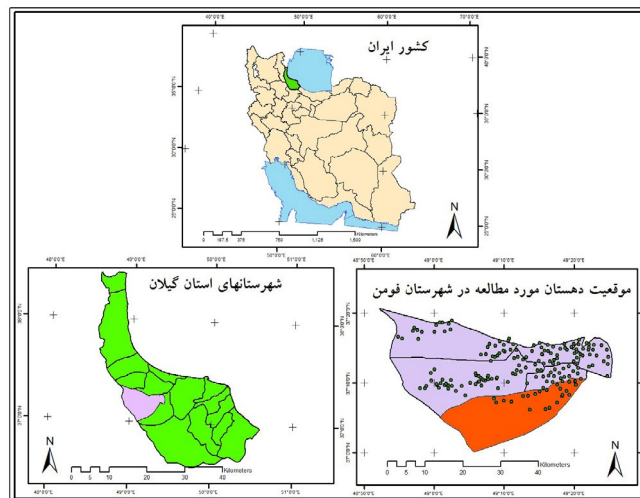 40°0'0"E 50°0'0"E 60°0'0"E 70°0'0"E
کشور ایران
N
0 187.5 375 750 1,125 1,500
Kilometers
شهرستانهای استان گیلان
48°0'0"E 49°0'0"E 50°0'0"E 51°0'0"E
N
0 5 10 20 30 40
Kilometers
موقعیت دهستان مورد مطالعه در شهرستان فومن
48°50'0"E 49°0'0"E 49°10'0"E 49°20'0"E
N
0 5 10 20 30 40
Kilometers